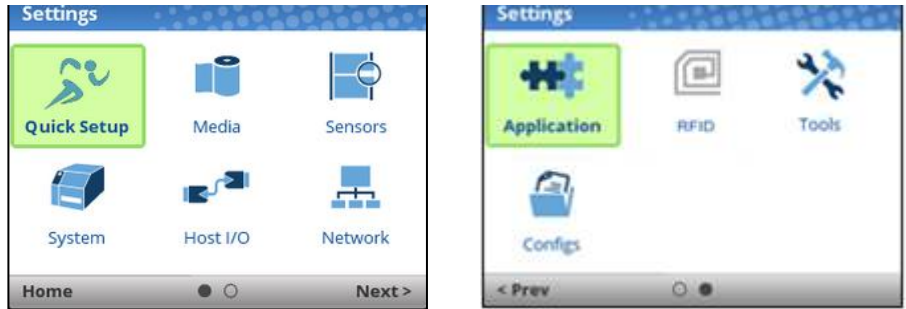 Settings
Quick Setup Media Sensors
System Host I/O Network
Home Next >
Settings
Application RFID Tools
Configs
< Prev